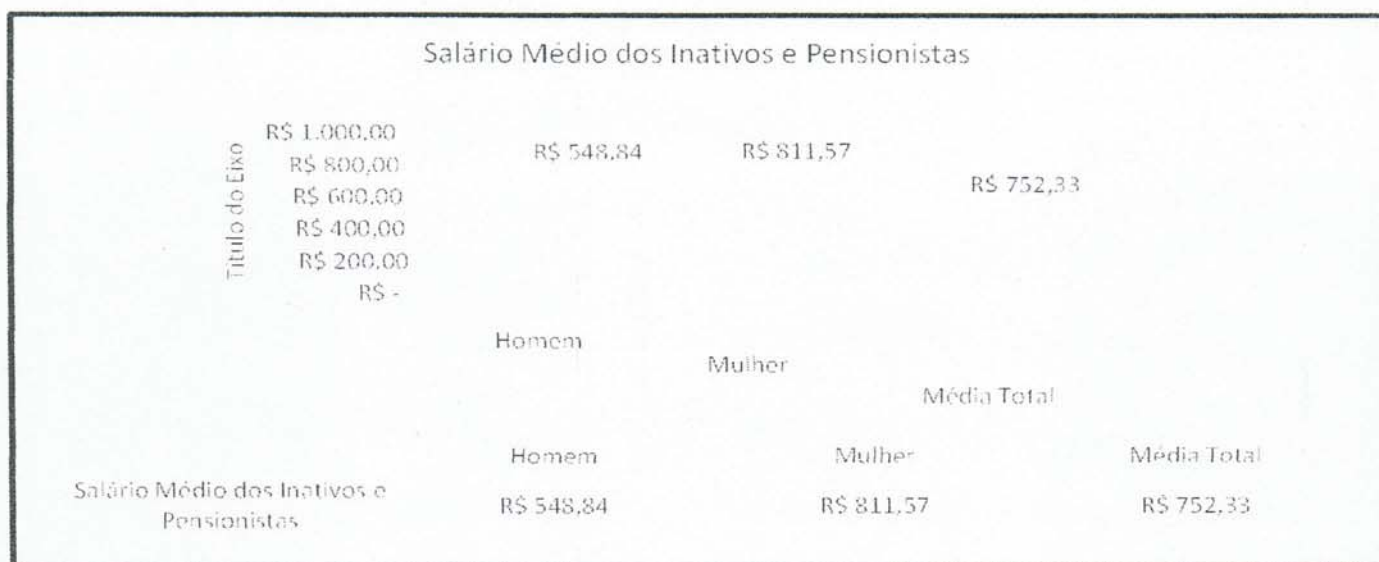 Salário Médio dos Inativos e Pensionistas
Titulo do Eixo
R$ 1.000,00
R$ 800,00
R$ 600,00
R$ 400,00
R$ 200,00
R$ -
R$ 548,84
R$ 811,57
R$ 752,33
Homem
Mulher
Média Total
Homem Mulher Média Total
Salário Médio dos Inativos e
Pensionistas
R$ 548,84 R$ 811,57 R$ 752,33